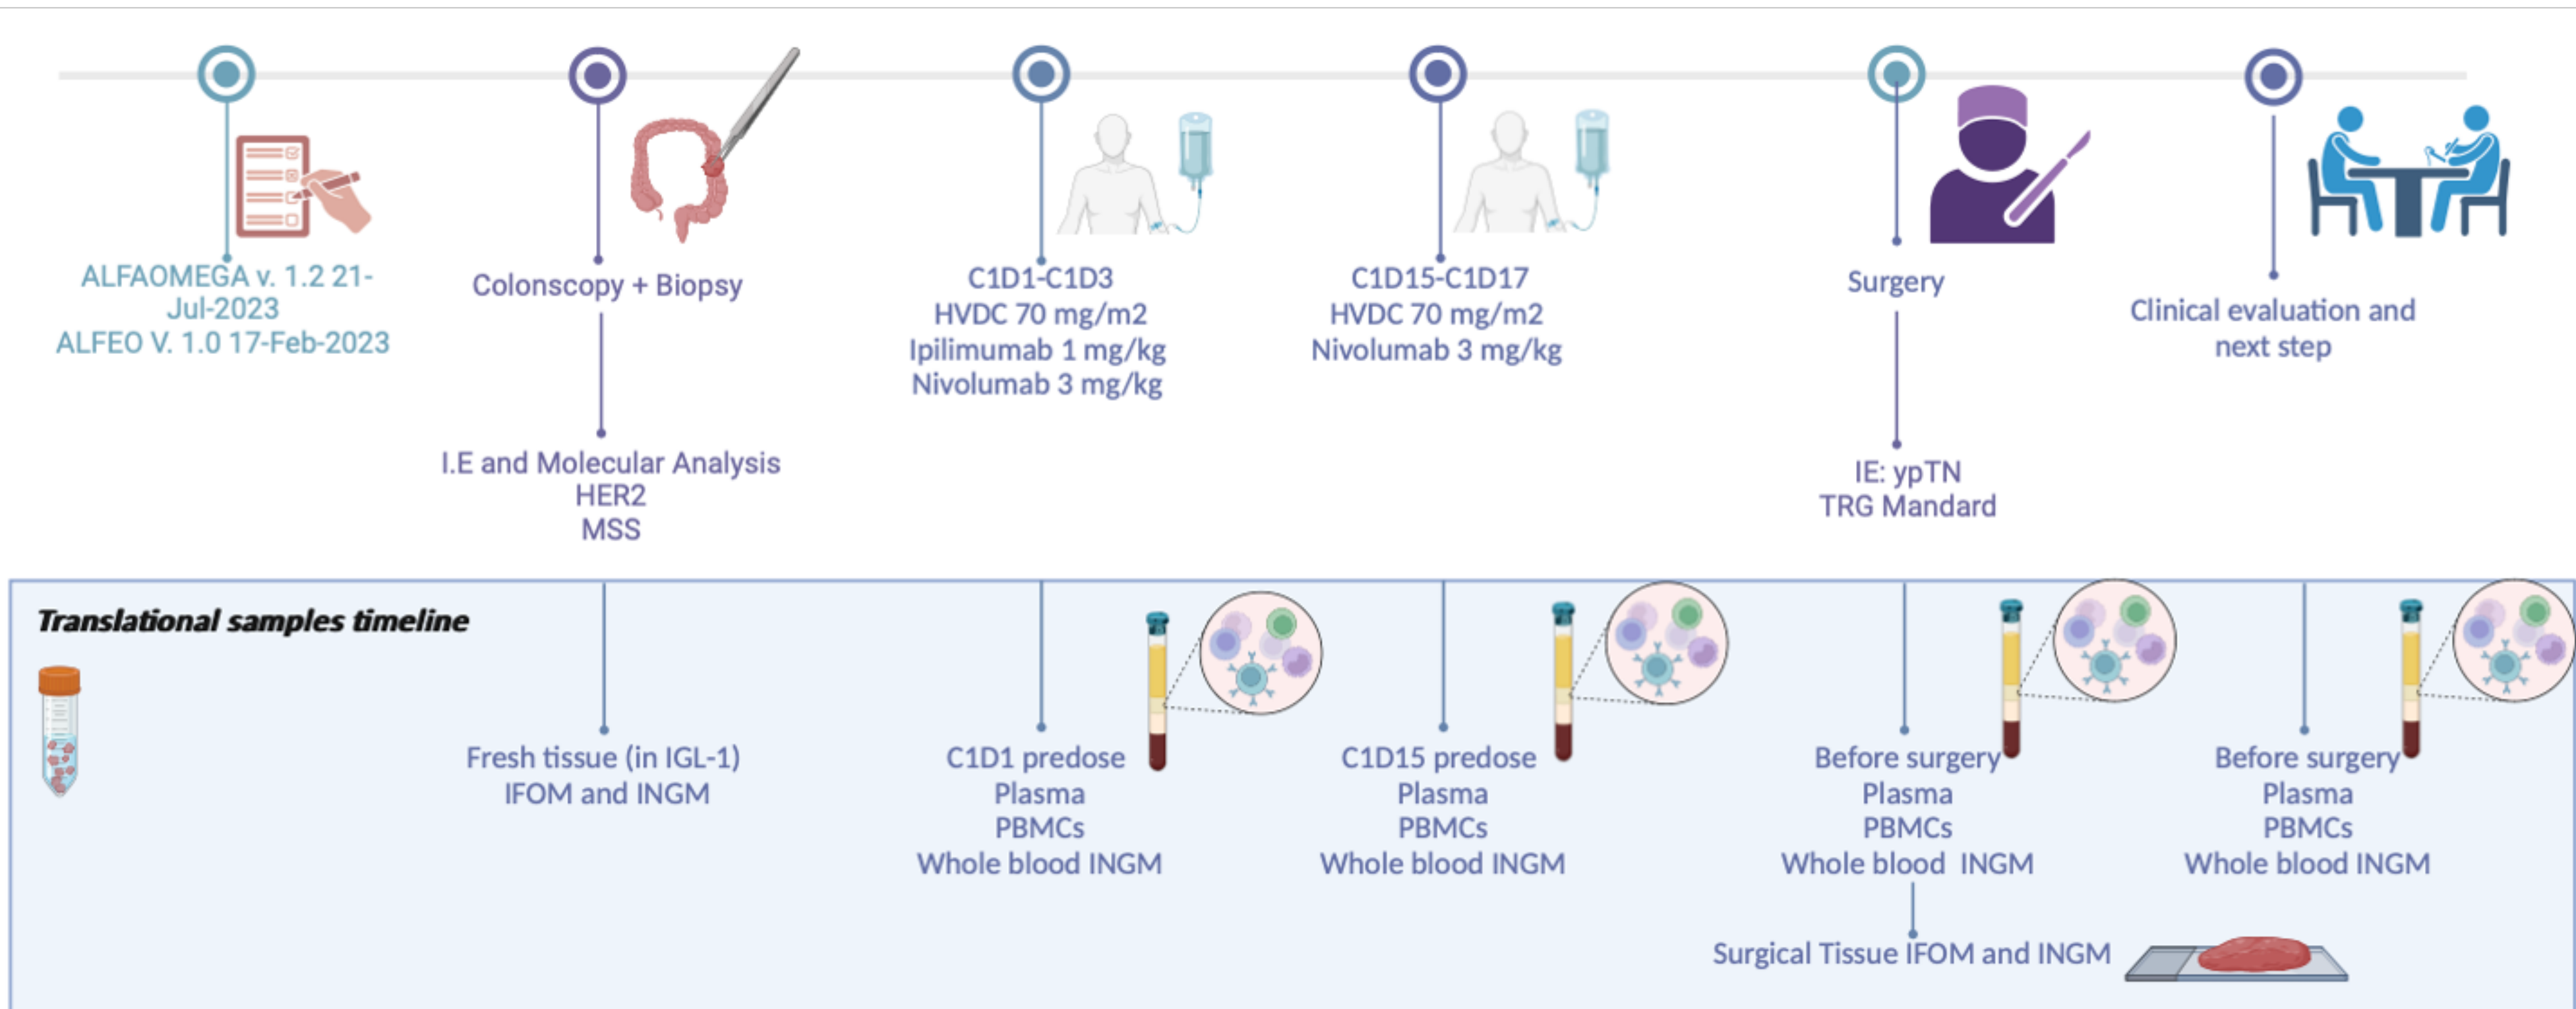 ALFAOMEGA v. 1.2 21-
Jul-2023
ALFEO V. 1.0 17-Feb-2023
Colonscopy + Biopsy
I.E and Molecular Analysis
HER2
MSS
C1D1-C1D3
HVDC 70 mg/m2
Ipilimumab 1 mg/kg
Nivolumab 3 mg/kg
C1D15-C1D17
HVDC 70 mg/m2
Nivolumab 3 mg/kg
Surgery
IE: ypTN
TRG Mandard
Clinical evaluation and
next step
Translational samples timeline
Fresh tissue (in IGL-1)
IFOM and INGM
C1D1 predose
Plasma
PBMCs
Whole blood INGM
C1D15 predose
Plasma
PBMCs
Whole blood INGM
Before surgery
Plasma
PBMCs
Whole blood  INGM
Surgical Tissue IFOM and INGM
Before surgery
Plasma
PBMCs
Whole blood INGM